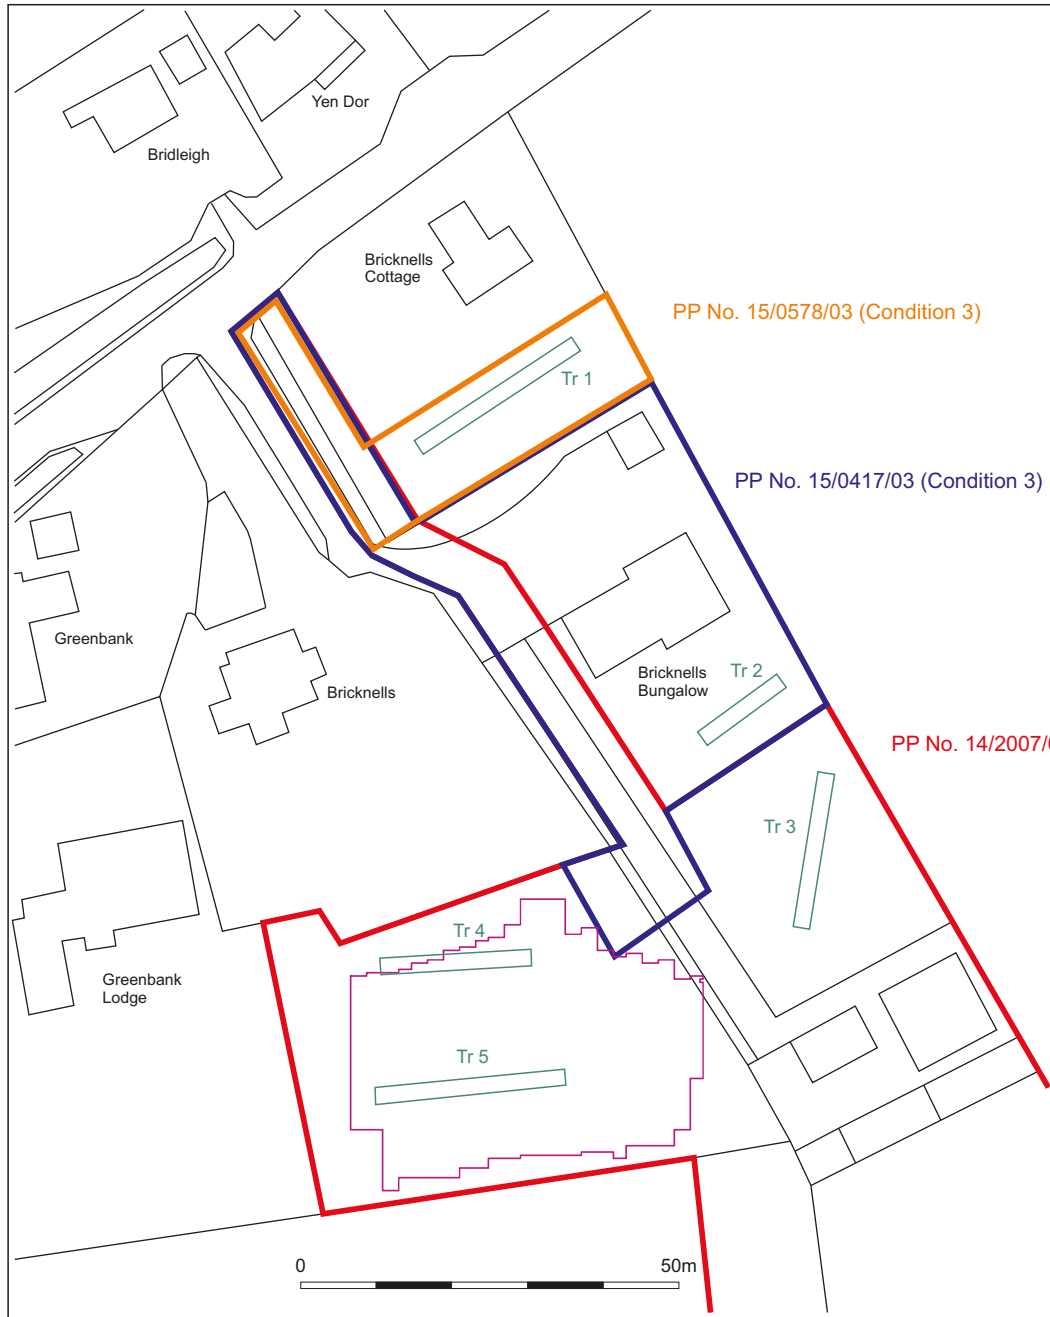 Yen Dor
Bridleigh
Bricknells
Cottage
PP No. 15/0578/03 (Condition 3)
Tr 1
PP No. 15/0417/03 (Condition 3)
Greenbank
Bricknells
Bricknells
Bungalow
Tr 2
PP No. 14/2007/
Tr 3
Tr 4
Greenbank
Lodge
Tr 5
0
50m